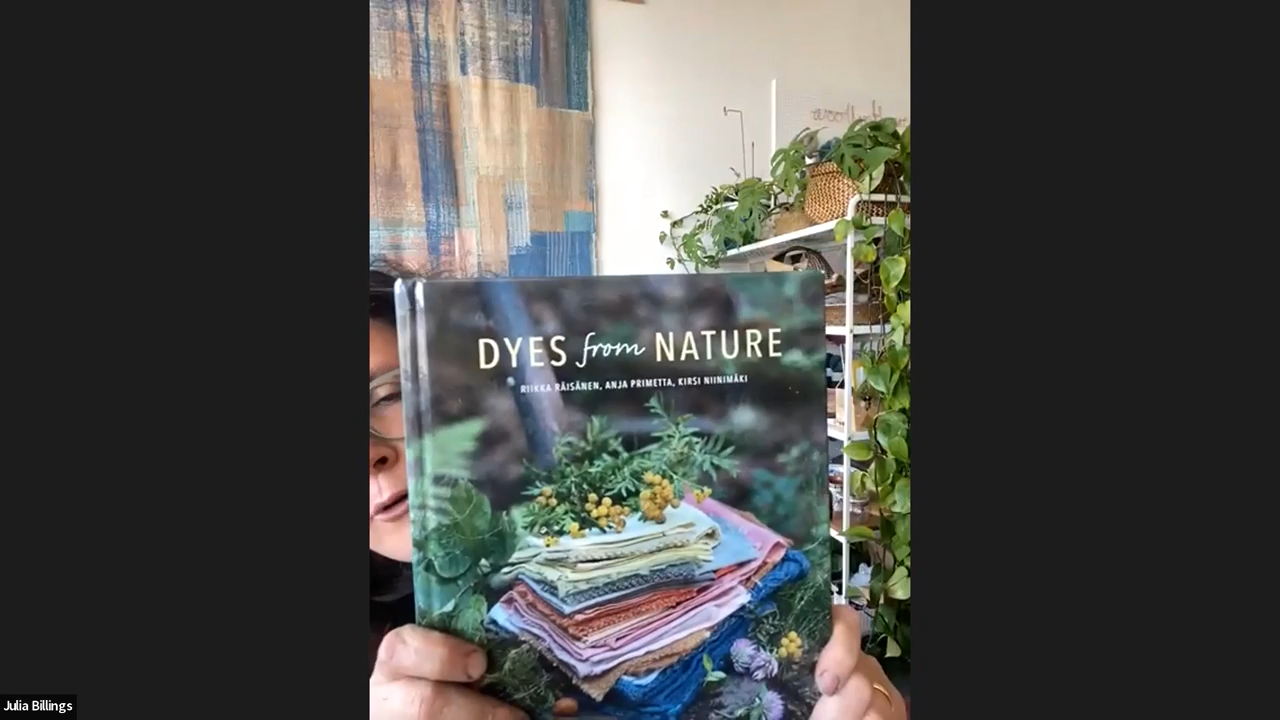 DYES from NATURE
RIIKKA RÄISÄNEN, ANJA PRIMETTA, KIRSI NIINIMÄKI
Julia Billings